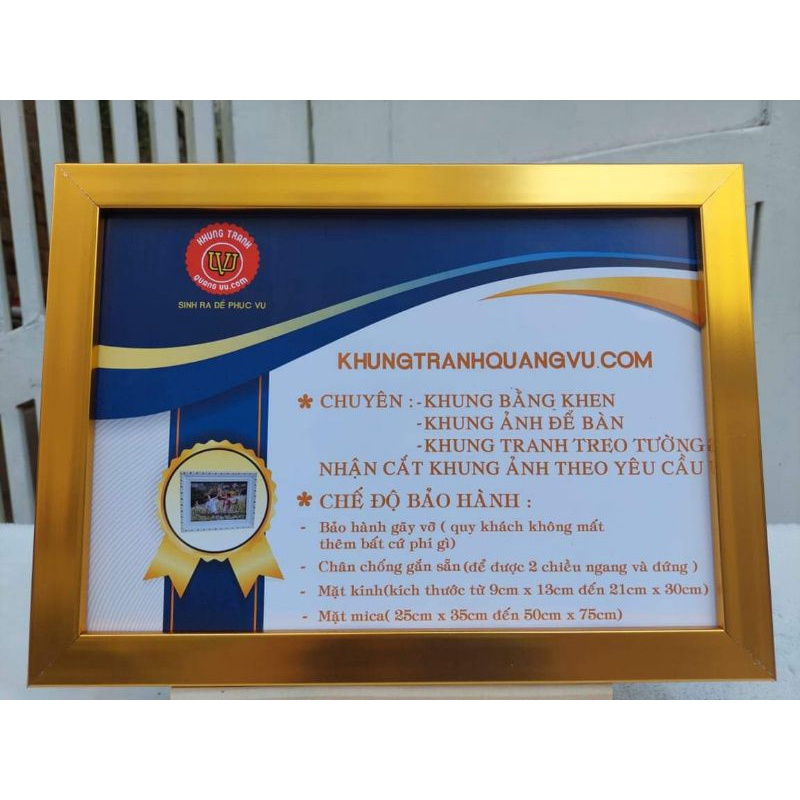 KHUNG TRANH
QUANG VU.COM
SINH RA ĐỂ PHỤC VỤ
KHUNGTRANHQUANGVU.COM
* CHUYÊN : -KHUNG BẰNG KHEN
-KHUNG ẢNH ĐỂ BÀN
-KHUNG TRANH TREO TƯỜNG
NHẬN CẮT KHUNG ẢNH THEO YÊU CẦU
* CHẾ ĐỘ BẢO HÀNH :
- Bảo hành gãy vỡ ( quy khách không mất
thêm bất cứ phí gì)
- Chân chống gắn sẵn (để được 2 chiều ngang và đứng )
- Mặt kính(kích thước từ 9cm x 13cm đến 21cm x 30cm)
- Mặt mica( 25cm x 35cm đến 50cm x 75cm)